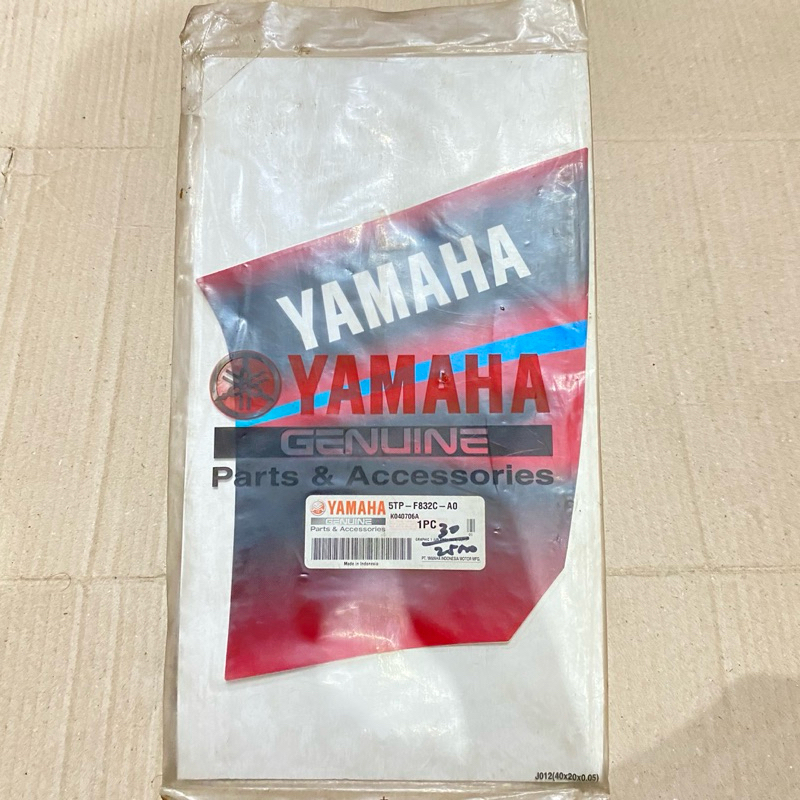 YAMAHA
YAMAHA
GENUINE
Parts & Accessories
YAMAHA 5TP-F832C-A0
K040706A
GENUINE 1PC
Parts & Accessories
30
PT. YAMAHA INDONESIA MOTOR MFG.
Made in Indonesia
J012(40x20x0.05)